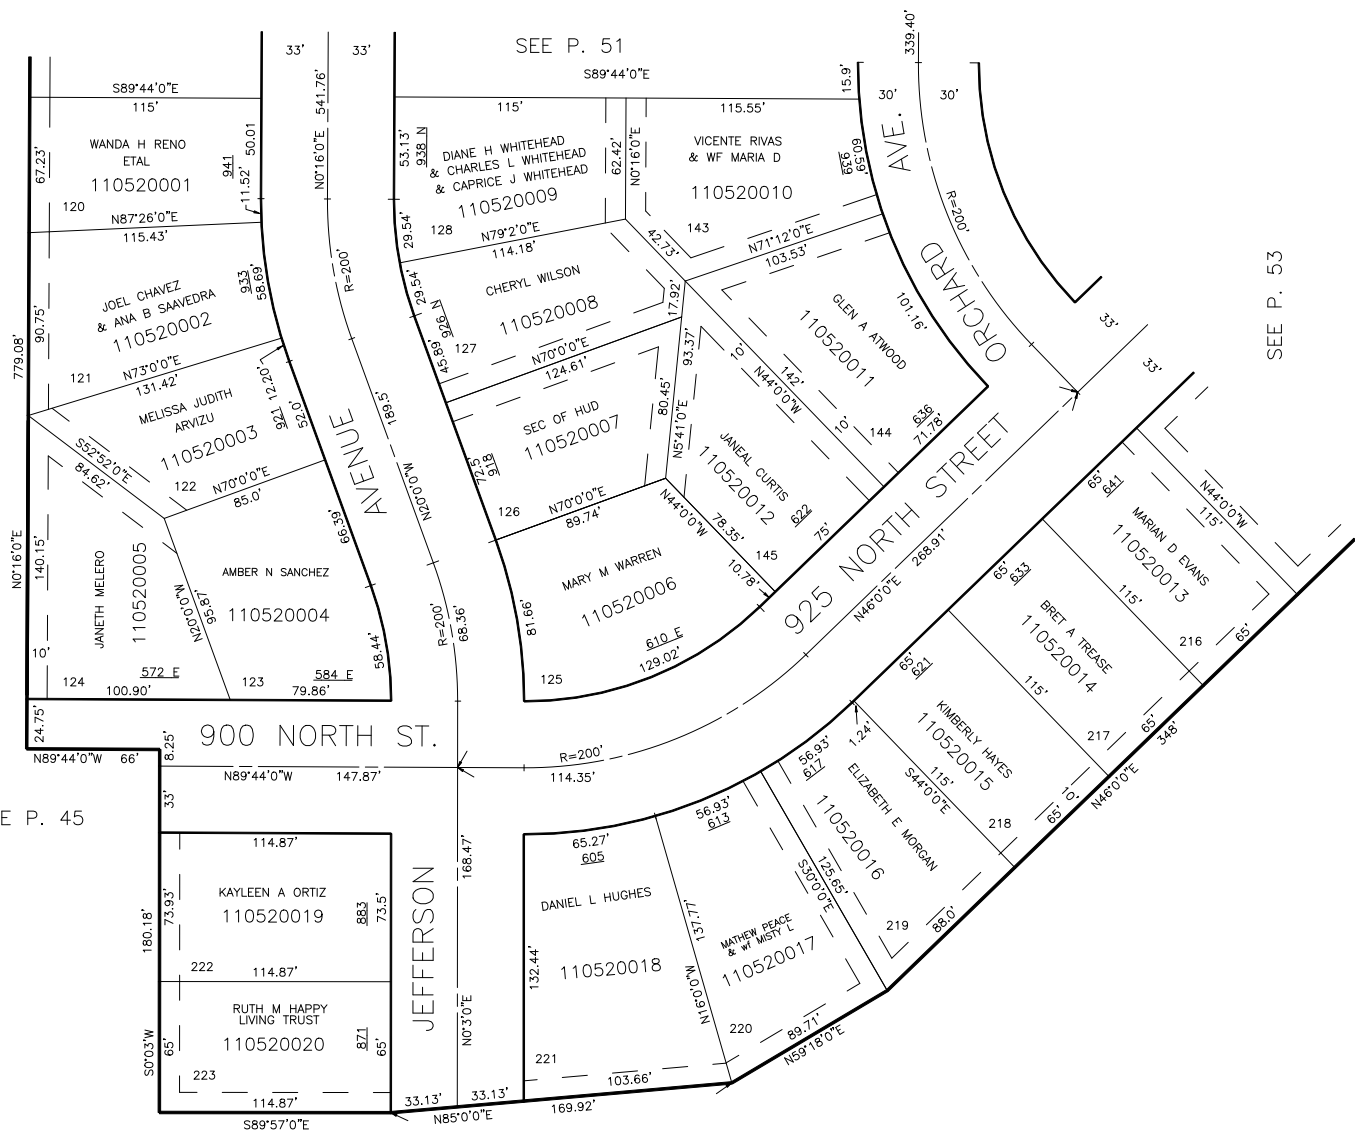 SEE P. 51
S89°44'0"E
115'
WANDA H RENO
ETAL
110520001
120
67.23'
941
50.01
11.52'
N87°26'0"E
115.43'
33'
33'
541.76'
N0°16'0"E
R=200'
S89°44'0"E
115'
53.13'
938 N
DIANE H WHITEHEAD
& CHARLES L WHITEHEAD
& CAPRICE J WHITEHEAD
110520009
128
29.54'
62.42'
N0°16'0"E
N79°2'0"E
114.18'
115.55'
VICENTE RIVAS
& WF MARIA D
110520010
143
15.9'
60.59'
939
42.73'
N71°12'0"E
103.53'
339.40'
30'
30'
R=200'
ORCHARD AVE.
SEE P. 53
JOEL CHAVEZ
& ANA B SAAVEDRA
110520002
121
90.75'
779.08'
933
58.69'
N73°0'0"E
131.42'
CHERYL WILSON
110520008
127
29.54'
926 N
45.89'
17.92'
N70°0'0"E
124.61'
GLEN A ATWOOD
110520011
144
101.16'
636
71.78'
10'
142'
N44°0'0"W
10'
33'
33'
MELISSA JUDITH
ARVIZU
110520003
122
921
12.20'
52.0'
S52°52'0"E
84.62'
N70°0'0"E
85.0'
AVENUE
189.5'
N20°0'0"W
SEC OF HUD
110520007
126
72.5'
918
80.45'
N5°41'0"E
93.37'
N70°0'0"E
89.74'
JANEAL CURTIS
110520012
145
622
75'
N44°0'0"W
78.35'
10.78'
925 NORTH STREET
268.91'
N46°0'0"E
N0°16'0"E
140.15'
10'
JANETH MELERO
110520005
124
572 E
100.90'
N20°0'0"W
95.87'
AMBER N SANCHEZ
110520004
123
584 E
79.86'
66.39'
58.44'
R=200'
68.36'
MARY M WARREN
110520006
125
81.66'
610 E
129.02'
65'
641
MARIAN D EVANS
110520013
216
N44°0'0"W
115'
65'
65'
633
BRET A TREASE
110520014
217
115'
65'
65'
621
KIMBERLY HAYES
110520015
218
115'
10'
65'
348'
N46°0'0"E
24.75'
N89°44'0"W 66'
900 NORTH ST.
8.25'
N89°44'0"W 147.87'
R=200'
114.35'
33'
56.93'
617
1.24'
ELIZABETH E MORGAN
110520016
219
115'
S44°0'0"E
88.0'
E P. 45
114.87'
KAYLEEN A ORTIZ
110520019
222
883
73.93'
73.5'
180.18'
114.87'
RUTH M HAPPY
LIVING TRUST
110520020
223
871
65'
65'
S0°03'W
114.87'
S89°57'0"E
JEFFERSON
168.47'
N0°3'0"E
33.13'
33.13'
N85°0'0"E
169.92'
65.27'
605
DANIEL L HUGHES
110520018
221
132.44'
103.66'
137.77'
N16°0'0"W
56.93'
613
MATHEW PEACE
& wf MISTY L
110520017
220
S30°0'0"E
125.65'
89.71'
N59°18'0"E